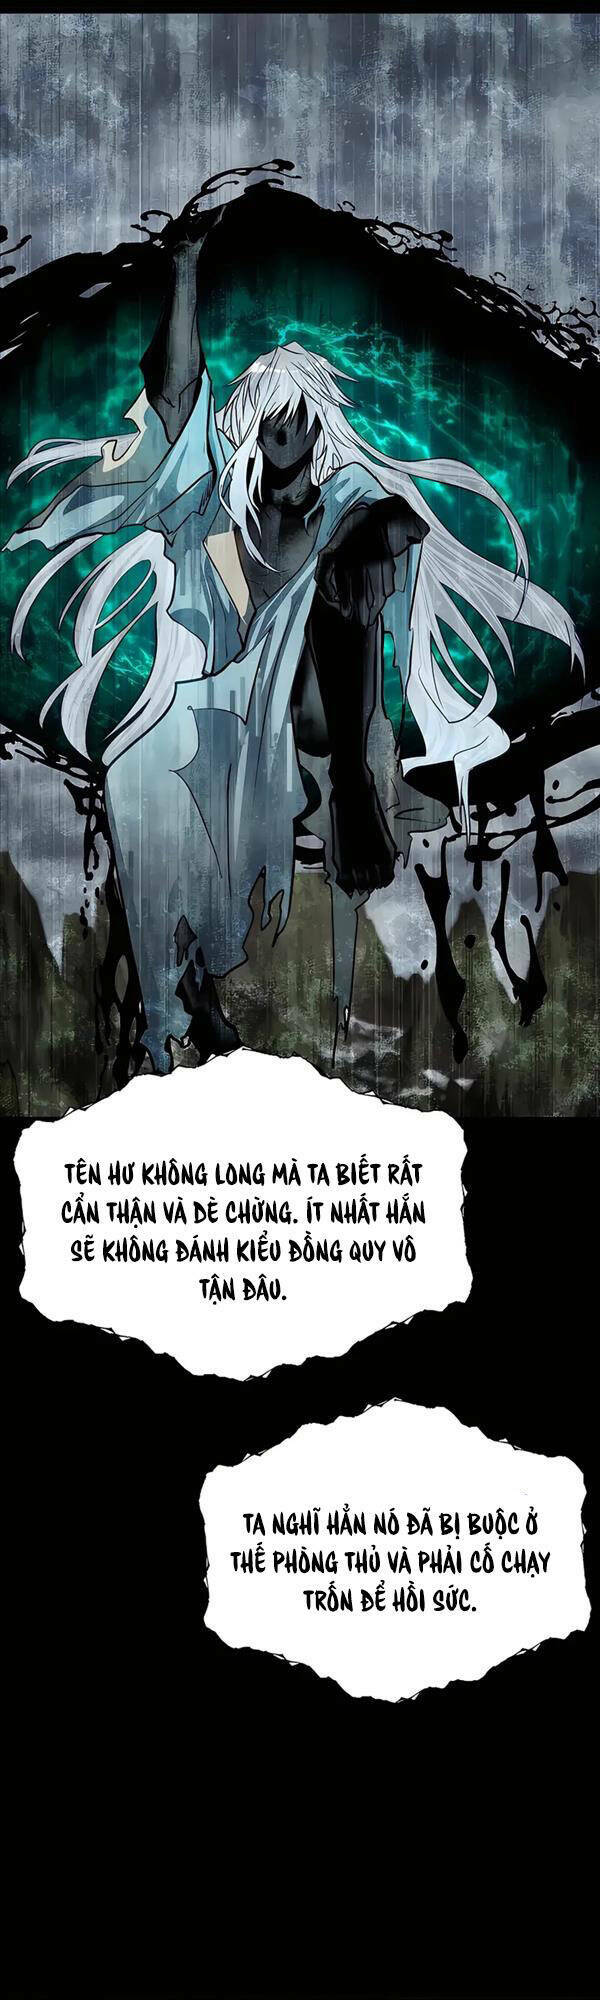 TÊN HƯ KHÔNG LONG MÀ TA BIẾT RẤT
CẨN THẬN VÀ DÈ CHỪNG. ÍT NHẤT HẮN
SẼ KHÔNG ĐÁNH KIỂU ĐỒNG QUY VÔ
TẬN ĐÂU.
TA NGHĨ HẲN NÓ ĐÃ BỊ BUỘC Ở
THẾ PHÒNG THỦ VÀ PHẢI CỐ CHẠY
TRỐN ĐỂ HỒI SỨC.